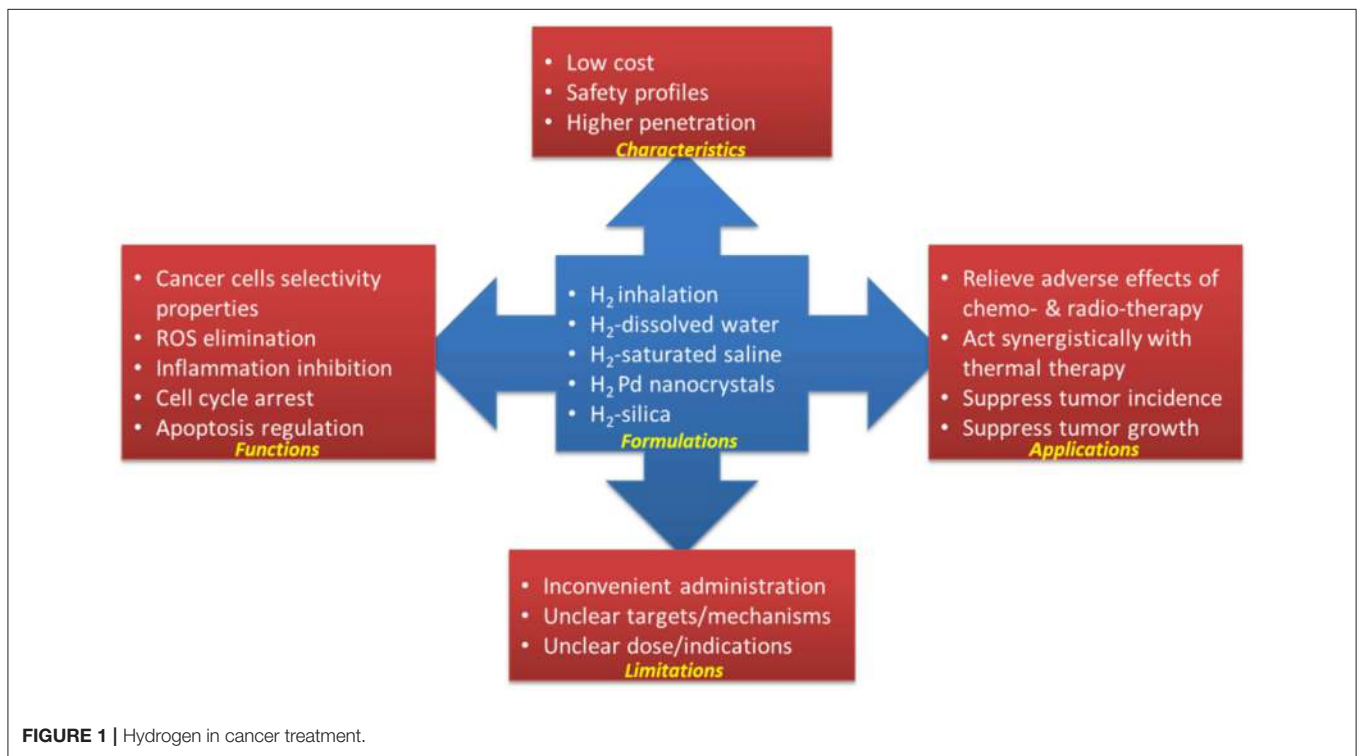 • Low cost
• Safety profiles
• Higher penetration
Characteristics
• Cancer cells selectivity
properties
• ROS elimination
• Inflammation inhibition
• Cell cycle arrest
• Apoptosis regulation
Functions
• H₂ inhalation
• H₂-dissolved water
• H₂-saturated saline
• H₂ Pd nanocrystals
• H₂-silica
Formulations
• Relieve adverse effects of
chemo- & radio-therapy
• Act synergistically with
thermal therapy
• Suppress tumor incidence
• Suppress tumor growth
Applications
• Inconvenient administration
• Unclear targets/mechanisms
• Unclear dose/indications
Limitations
FIGURE 1 | Hydrogen in cancer treatment.